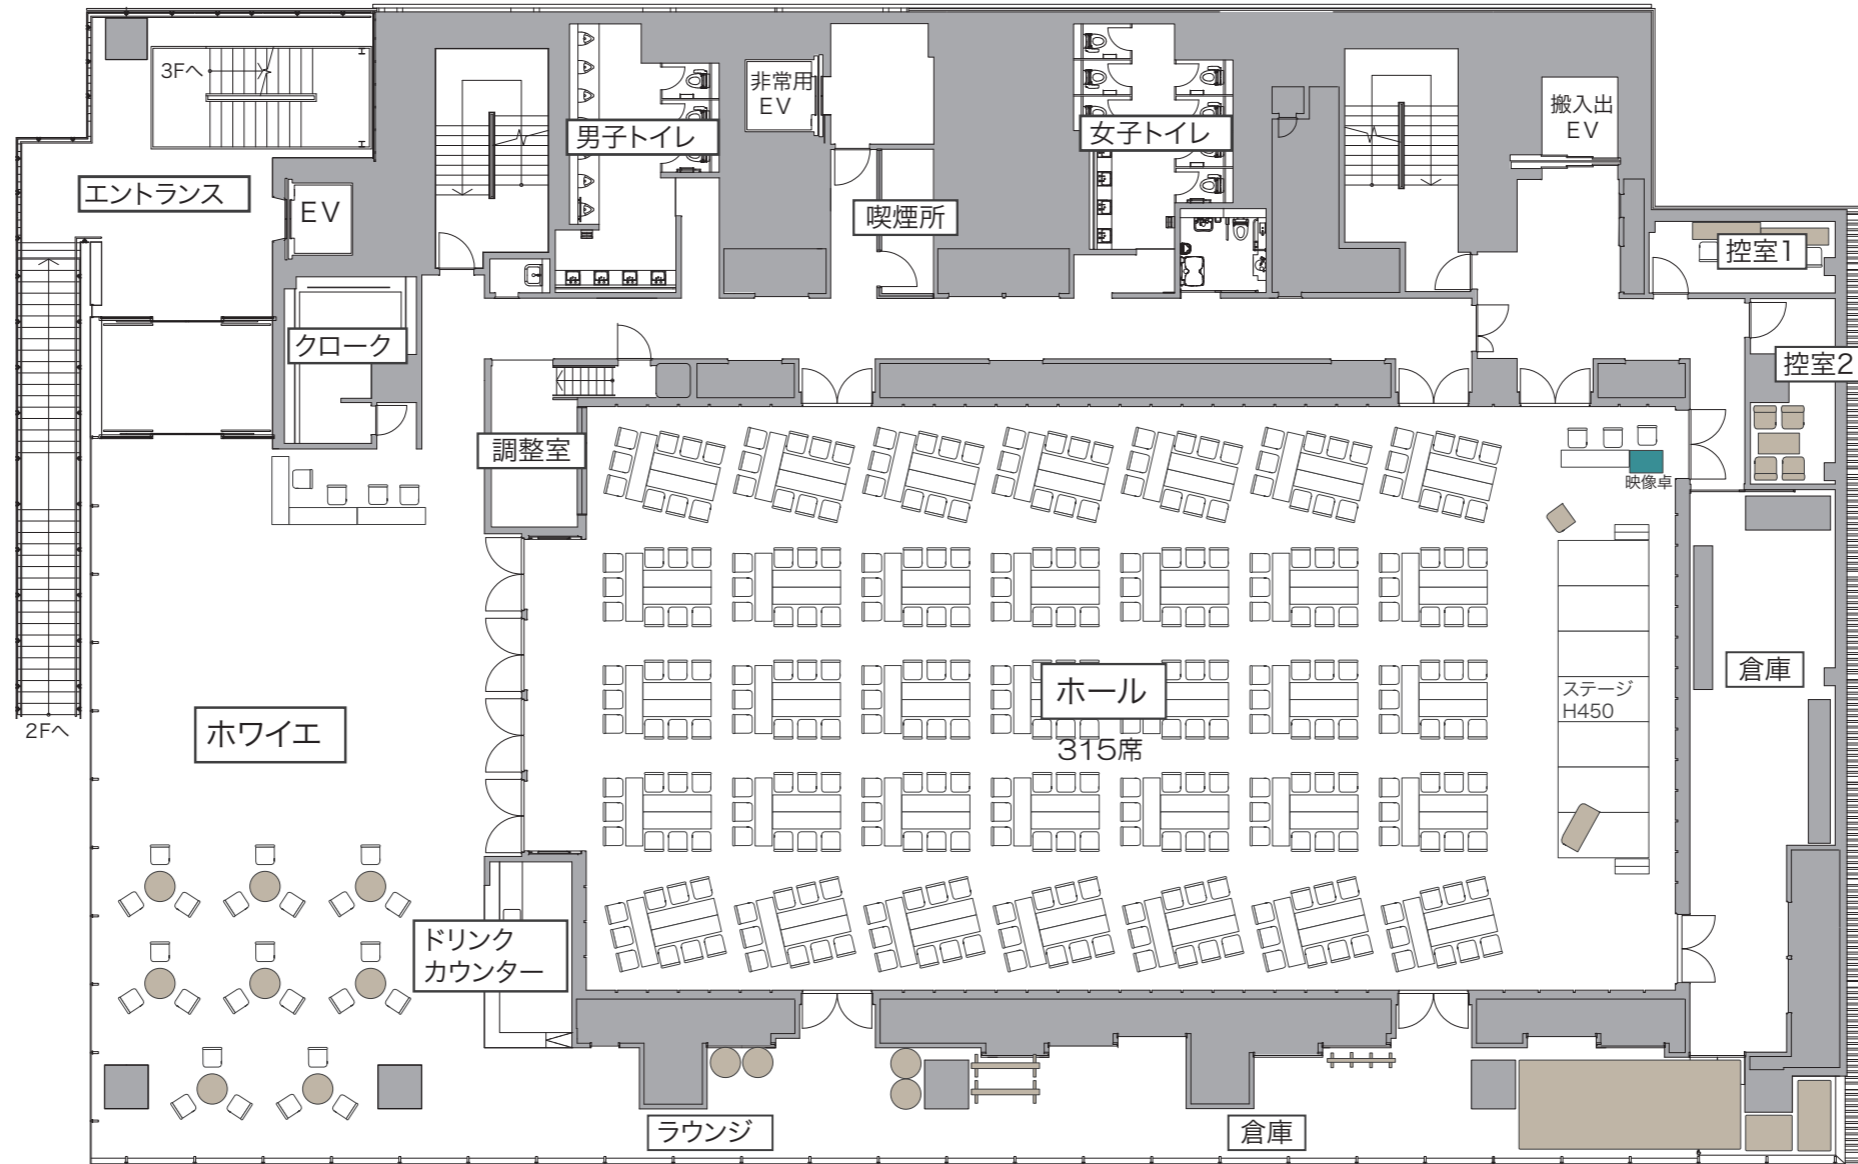 3Fへ
非常用
EV
搬入出
EV
男子トイレ
女子トイレ
エントランス
EV
喫煙所
控室1
クローク
控室2
調整室
映像卓
ホール
315席
ステージ
H450
倉庫
2Fへ
ホワイエ
ドリンク
カウンター
ラウンジ
倉庫